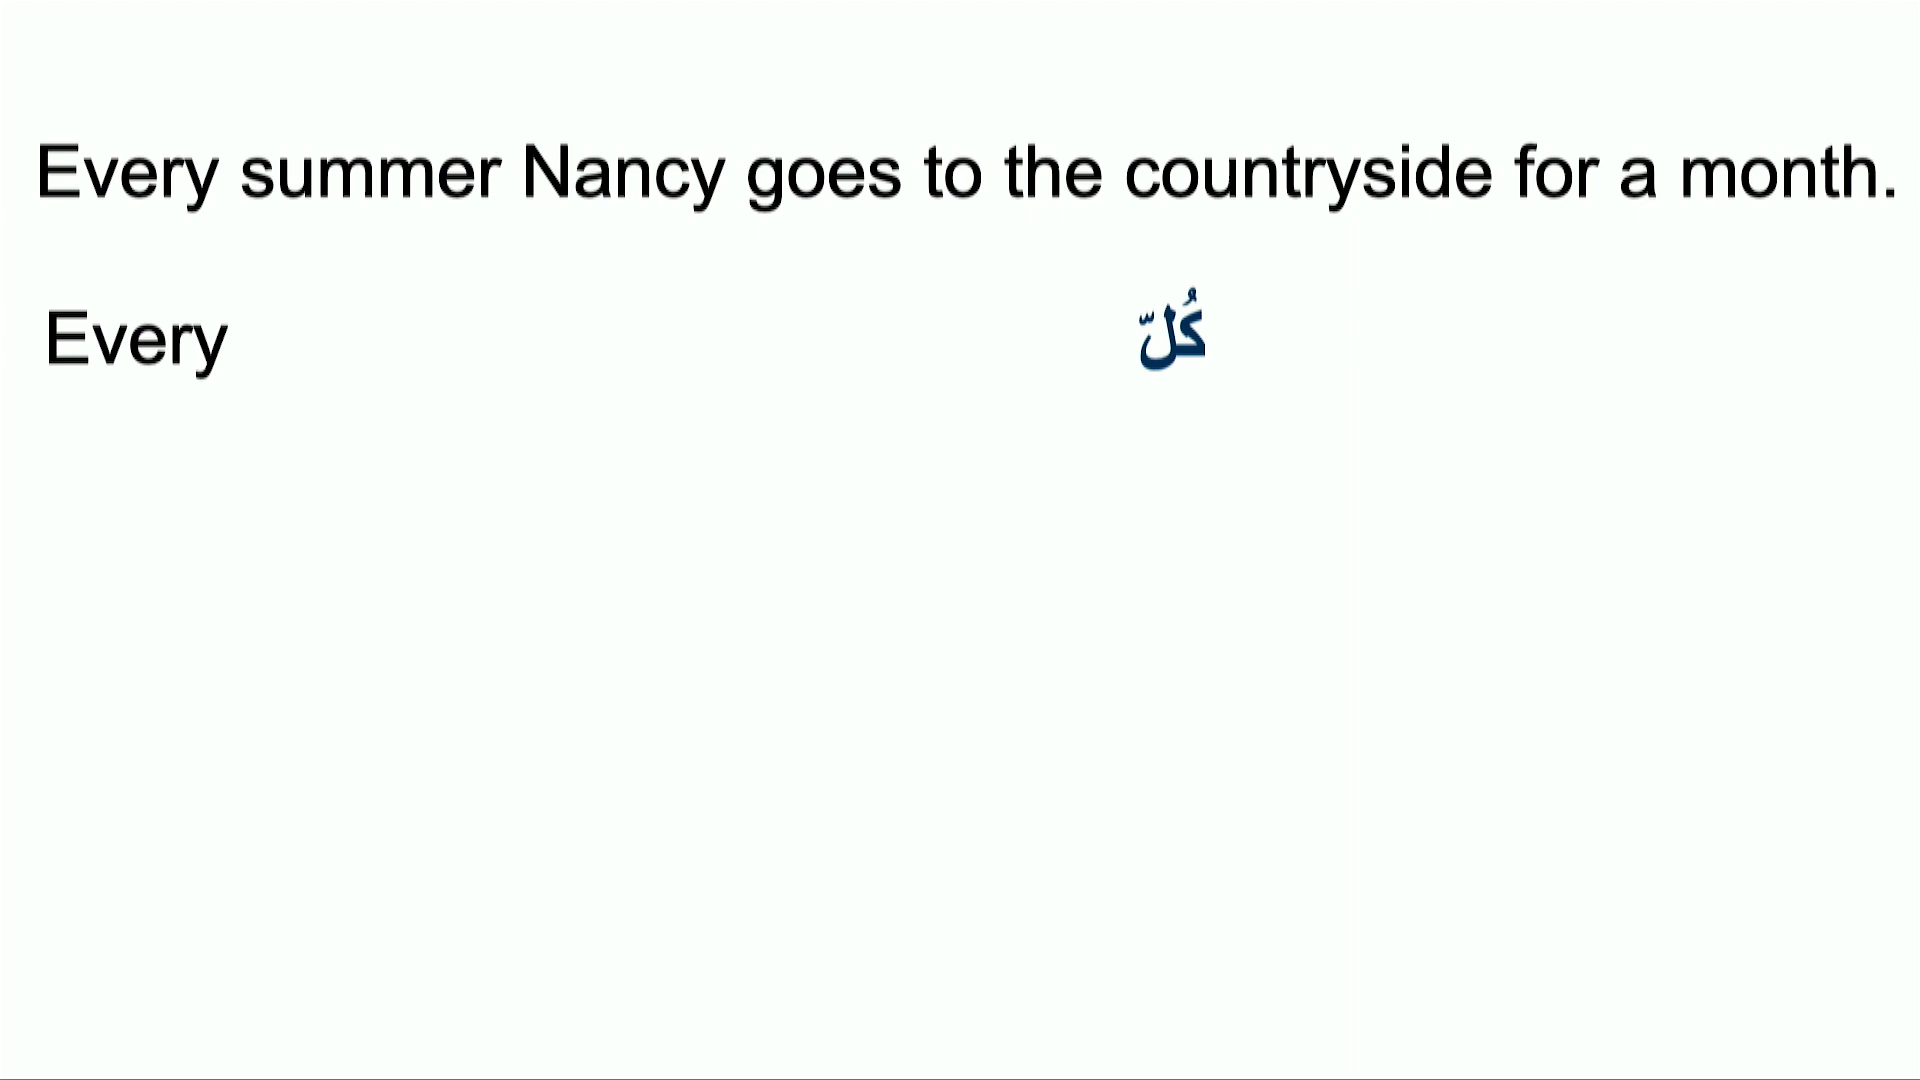 Every summer Nancy goes to the countryside for a month.
Every كُلّ